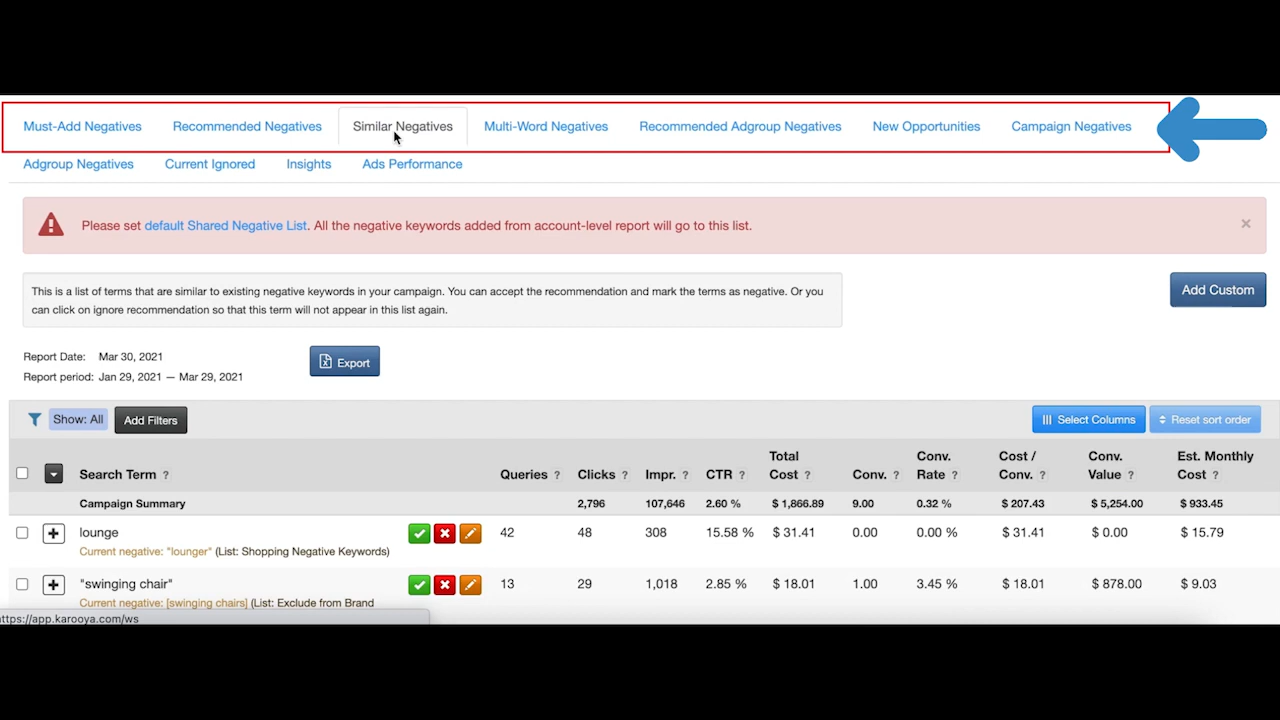 Must-Add Negatives Recommended Negatives Similar Negatives Multi-Word Negatives Recommended Adgroup Negatives New Opportunities Campaign Negatives
Adgroup Negatives Current Ignored Insights Ads Performance
Please set default Shared Negative List. All the negative keywords added from account-level report will go to this list. ×
This is a list of terms that are similar to existing negative keywords in your campaign. You can accept the recommendation and mark the terms as negative. Or you
can click on ignore recommendation so that this term will not appear in this list again.
Add Custom
Report Date: Mar 30, 2021
Report period: Jan 29, 2021 — Mar 29, 2021
Export
Show: All Add Filters Select Columns Reset sort order
Search Term ? Queries ? Clicks ? Impr. ? CTR ? Total Cost ? Conv. ? Conv. Rate ? Cost / Conv. ? Conv. Value ? Est. Monthly Cost ?
Campaign Summary 2,796 107,646 2.60 % $ 1,866.89 9.00 0.32 % $ 207.43 $ 5,254.00 $ 933.45
lounge 42 48 308 15.58 % $ 31.41 0.00 0.00 % $ 31.41 $ 0.00 $ 15.79
Current negative: "lounger" (List: Shopping Negative Keywords)
"swinging chair" 13 29 1,018 2.85 % $ 18.01 1.00 3.45 % $ 18.01 $ 878.00 $ 9.03
Current negative: [swinging chairs] (List: Exclude from Brand
https://app.karooya.com/ws